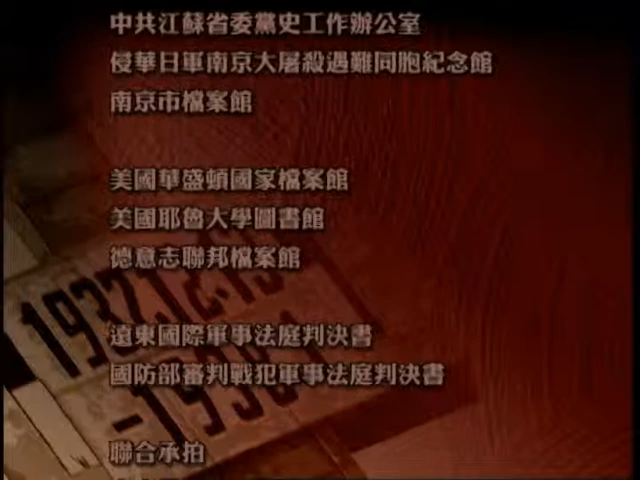 中共江蘇省委黨史工作辦公室
侵華日軍南京大屠殺遇難同胞紀念館
南京市檔案館
美國華盛頓國家檔案館
美國耶魯大學圖書館
德意志聯邦檔案館
遠東國際軍事法庭判決書
國防部審判戰犯軍事法庭判決書
聯合承拍